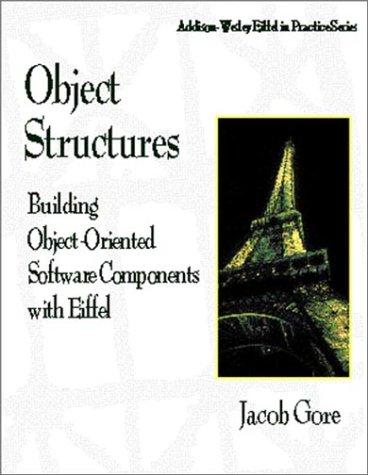 Addison-Wesley Eiffel in Practice Series
Object
Structures
Building
Object-Oriented
Software Components
with Eiffel
Jacob Gore